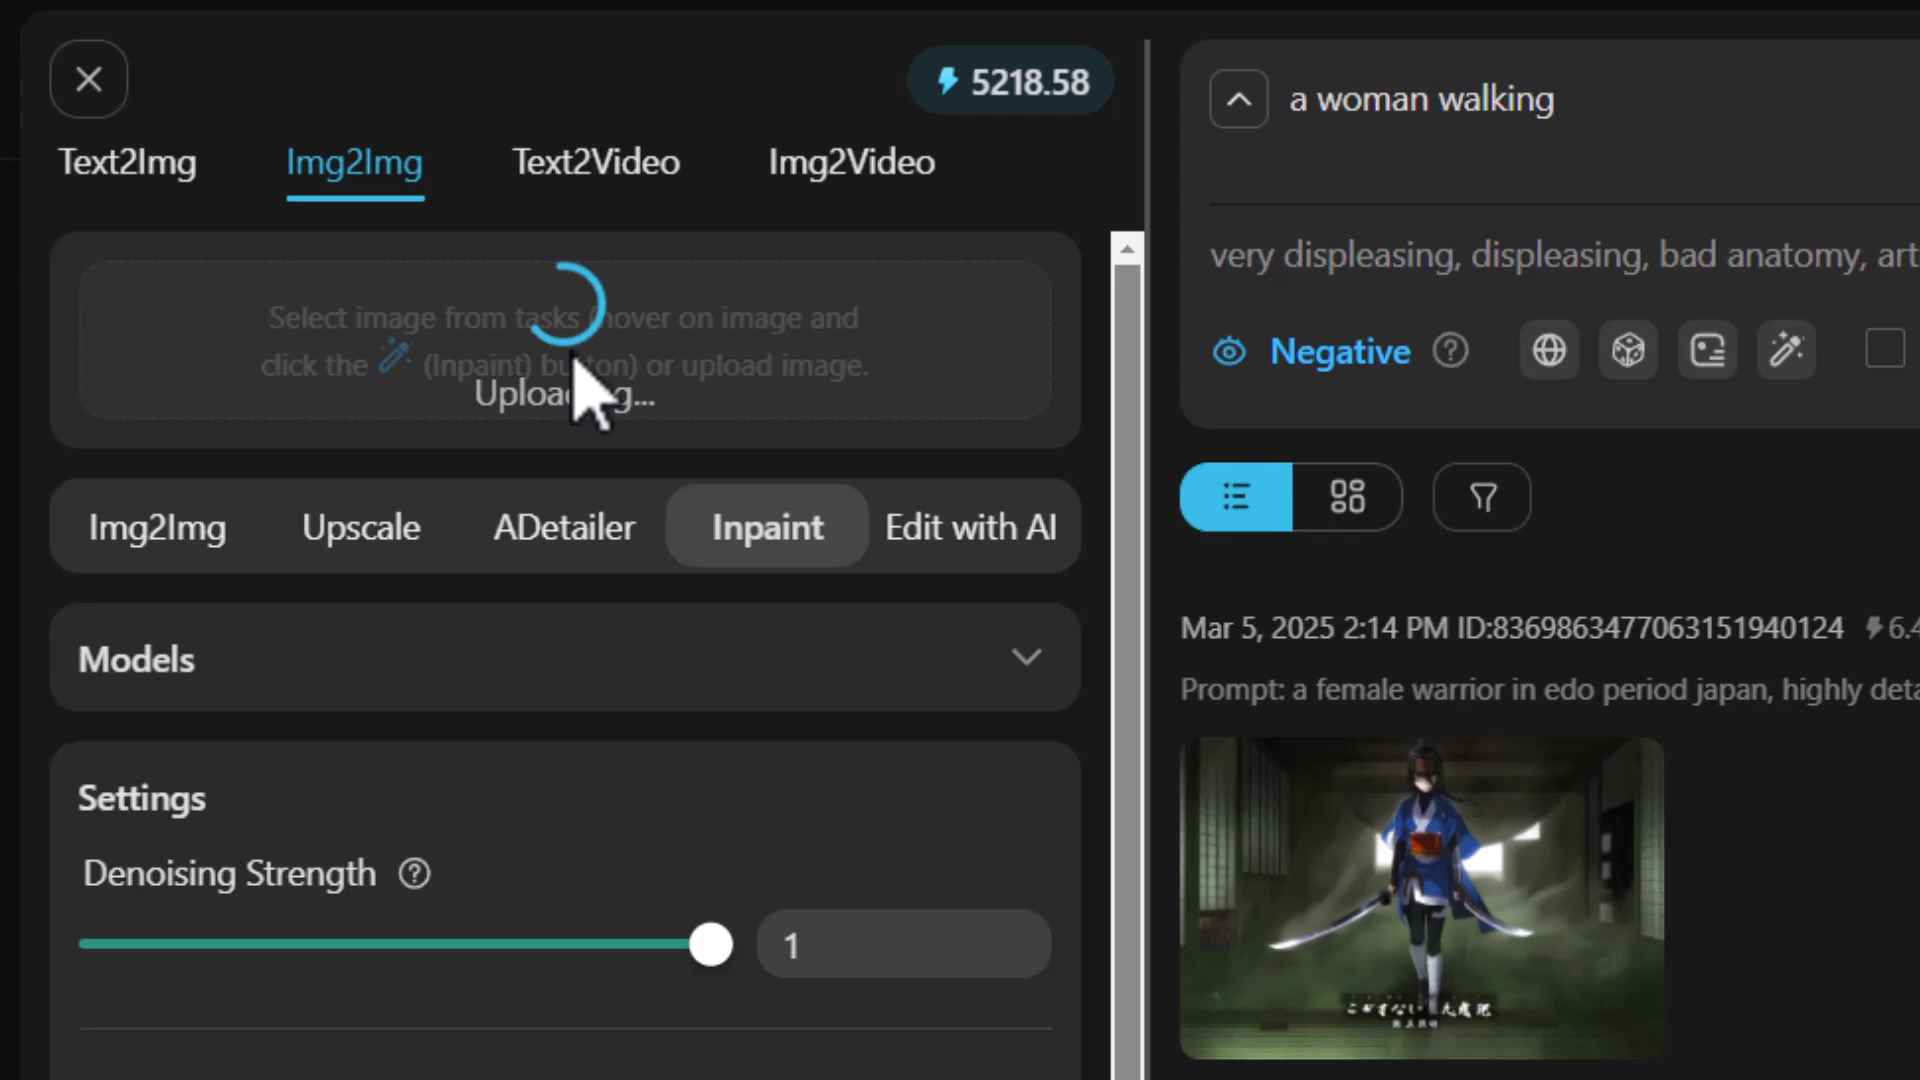 5218.58
Text2Img Img2Img Text2Video Img2Video
Select image from tasks (hover on image and
click the (Inpaint) button) or upload image.
Uploading...
Img2Img Upscale ADetailer Inpaint Edit with AI
Models
Settings
Denoising Strength
1
a woman walking
very displeasing, displeasing, bad anatomy, art
Negative
Mar 5, 2025 2:14 PM ID:836986347706315194​0124 6.4
Prompt: a female warrior in edo period japan, highly deta